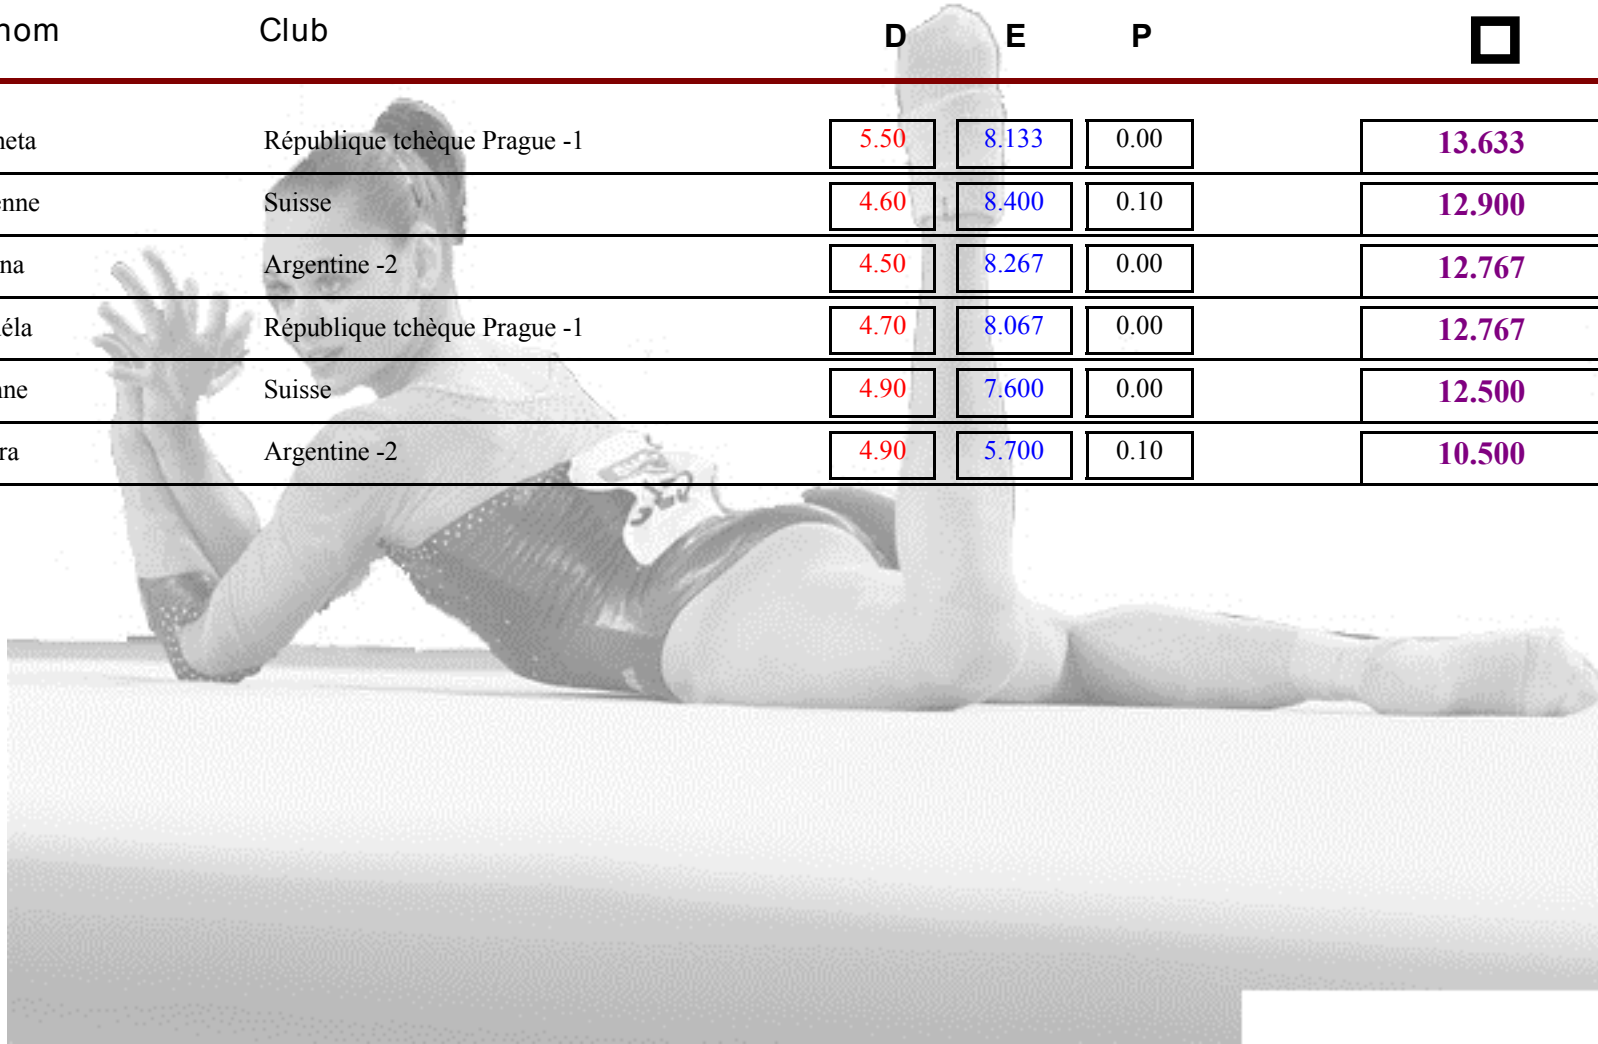 nom Club D E P
neta République tchèque Prague -1 5.50 8.133 0.00 13.633
enne Suisse 4.60 8.400 0.10 12.900
na Argentine -2 4.50 8.267 0.00 12.767
éla République tchèque Prague -1 4.70 8.067 0.00 12.767
nne Suisse 4.90 7.600 0.00 12.500
ra Argentine -2 4.90 5.700 0.10 10.500